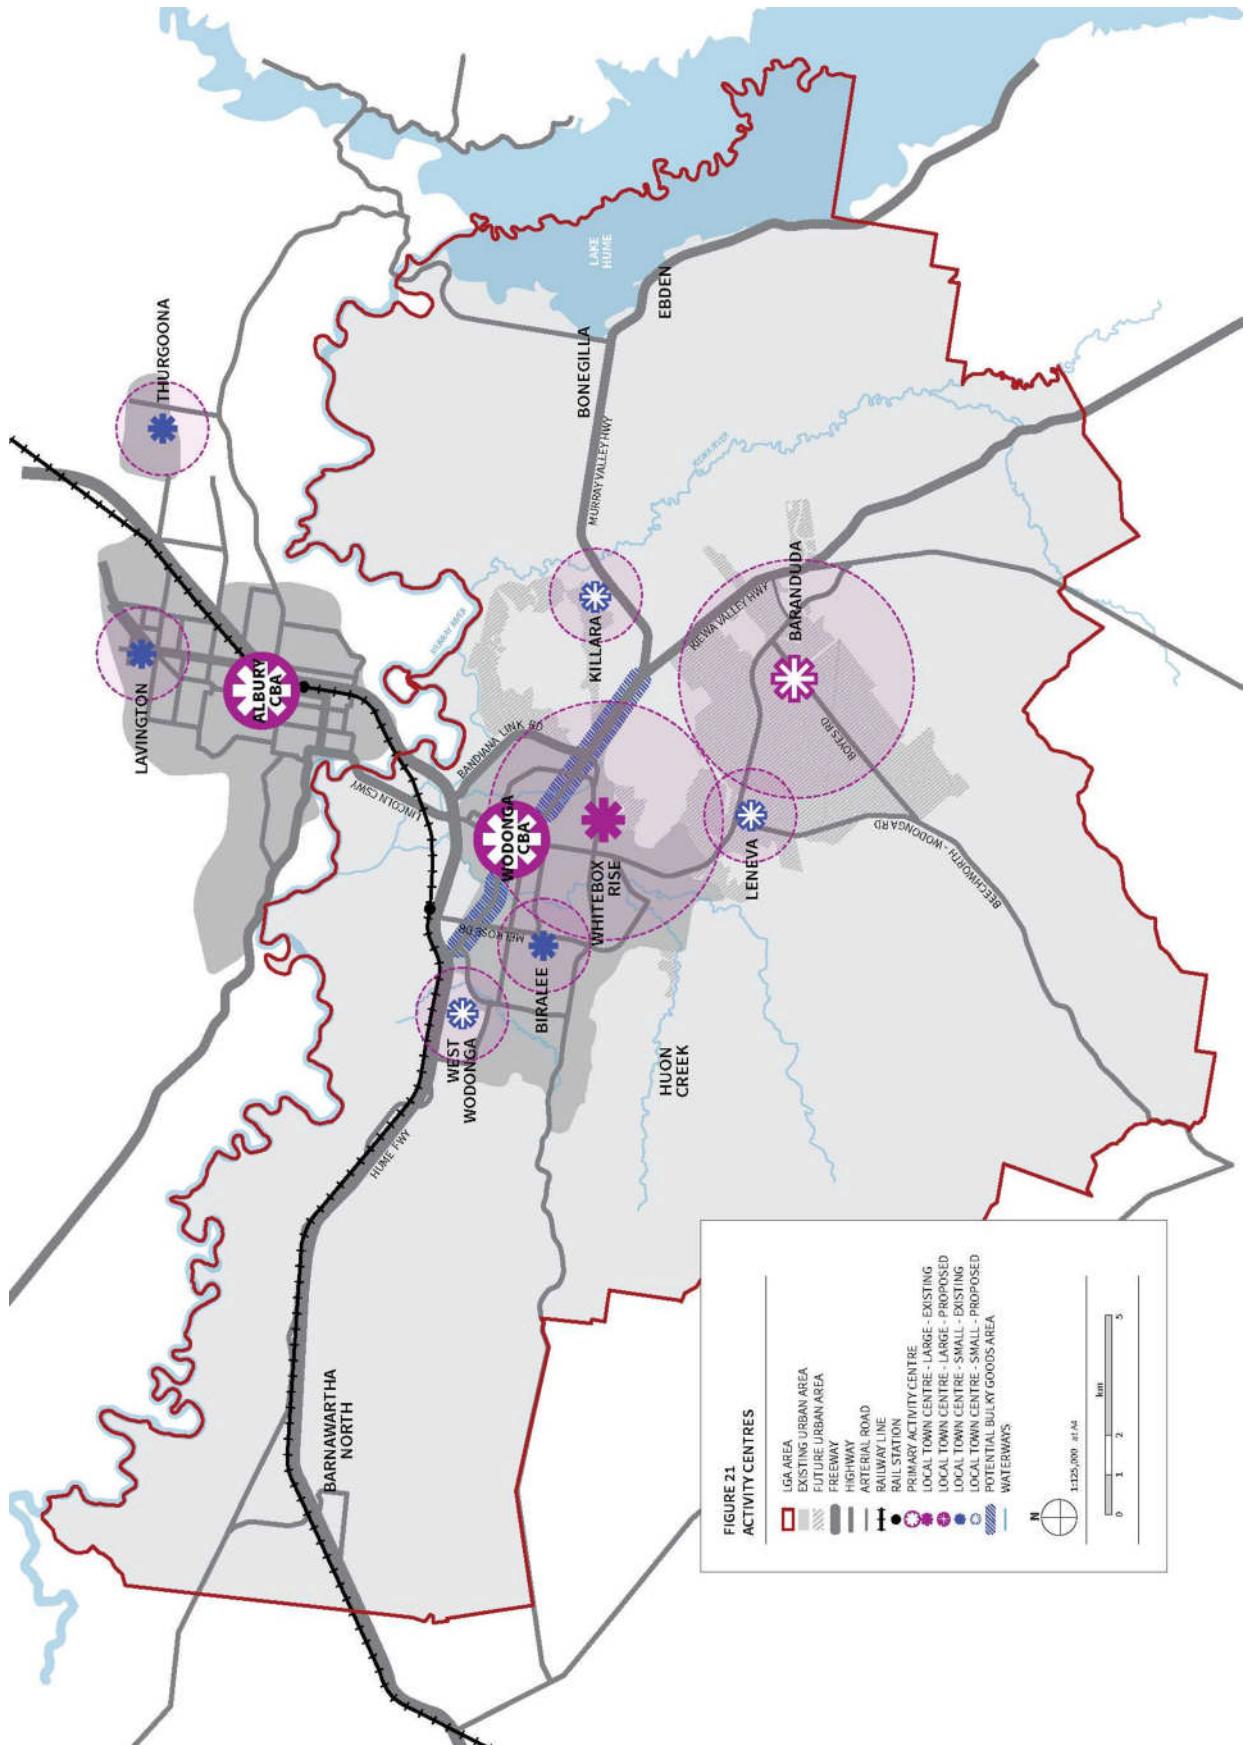 THURGOONA
LAVINGTON
ALBURY
CBA
LAKE
HUME
EBDEN
BONEGILLA
MURRAY VALLEY HWY
KIEWA RIVER
MURRAY RIVER
KILLARA
KIEWA VALLEY HWY
BARANDUDA
BOYES RD
BANDIANA LINK RD
LINCOLN CSWY
WODONGA
CBA
WHITEBOX
RISE
LENEVA
BEECHWORTH - WODONGA RD
MELROSE DR
BIRALEE
WEST
WODONGA
HUON
CREEK
HUME FWY
BARNAWARTHA
NORTH
FIGURE 21
ACTIVITY CENTRES
LGA AREA
EXISTING URBAN AREA
FUTURE URBAN AREA
FREEWAY
HIGHWAY
ARTERIAL ROAD
RAILWAY LINE
RAIL STATION
PRIMARY ACTIVITY CENTRE
LOCAL TOWN CENTRE - LARGE - EXISTING
LOCAL TOWN CENTRE - LARGE - PROPOSED
LOCAL TOWN CENTRE - SMALL - EXISTING
LOCAL TOWN CENTRE - SMALL - PROPOSED
POTENTIAL BULKY GOODS AREA
WATERWAYS
N
1:125,000 at A4
km
0 1 2 5